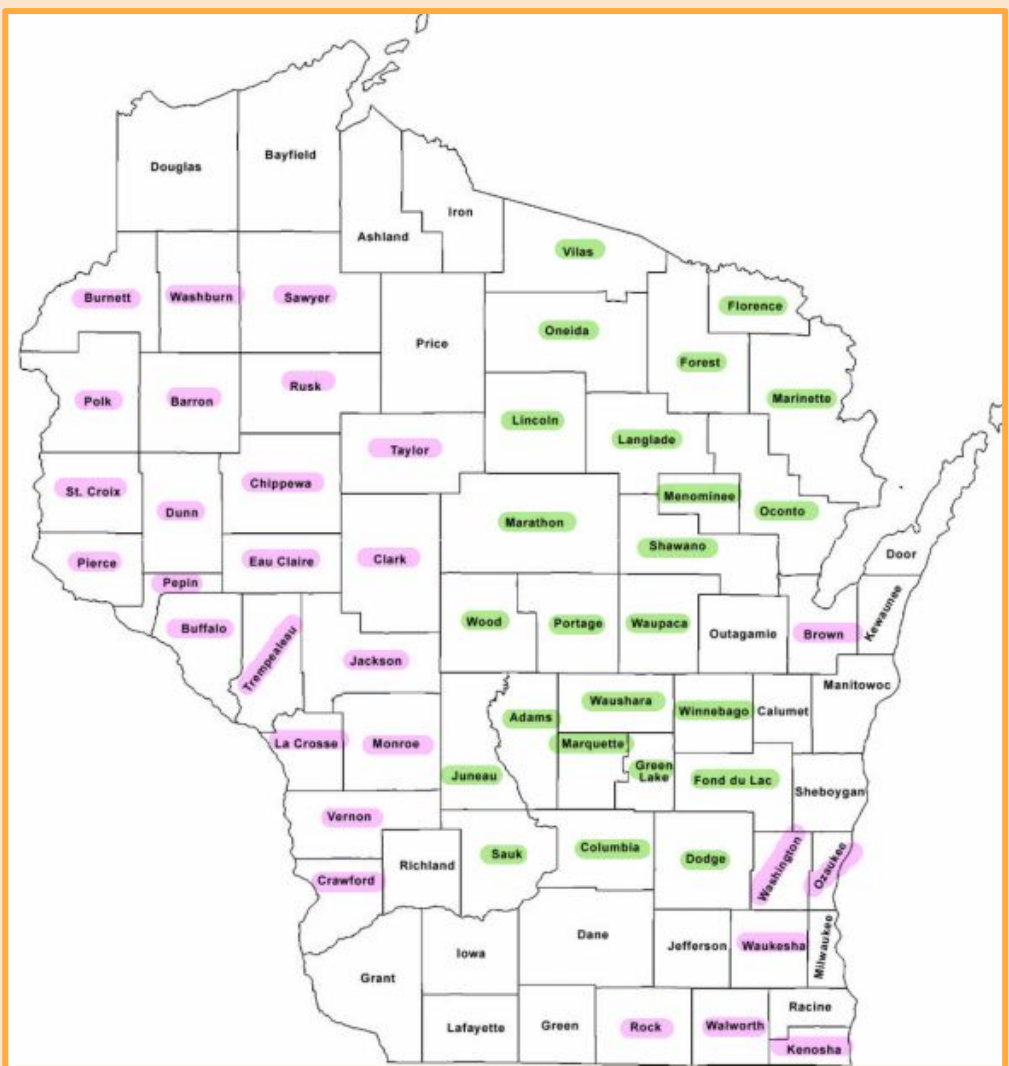 Bayfield
Douglas
Iron
Ashland
Vilas
Burnett
Washburn
Sawyer
Florence
Oneida
Price
Forest
Rusk
Polk
Barron
Marinette
Lincoln
Langlade
Taylor
Chippewa
St. Croix
Menominee
Dunn
Oconto
Marathon
Shawano
Door
Clark
Eau Claire
Pierce
Pepin
Kewaunee
Wood
Portage
Waupaca
Buffalo
Outagamie
Brown
Trempealeau
Jackson
Manitowoc
Waushara
Winnebago
Calumet
Adams
La Crosse
Monroe
Marquette
Green
Lake
Juneau
Fond du Lac
Sheboygan
Vernon
Columbia
Sauk
Dodge
Richland
Washington
Ozaukee
Crawford
Dane
Jefferson
Waukesha
Milwaukee
Iowa
Grant
Racine
Lafayette
Green
Rock
Walworth
Kenosha